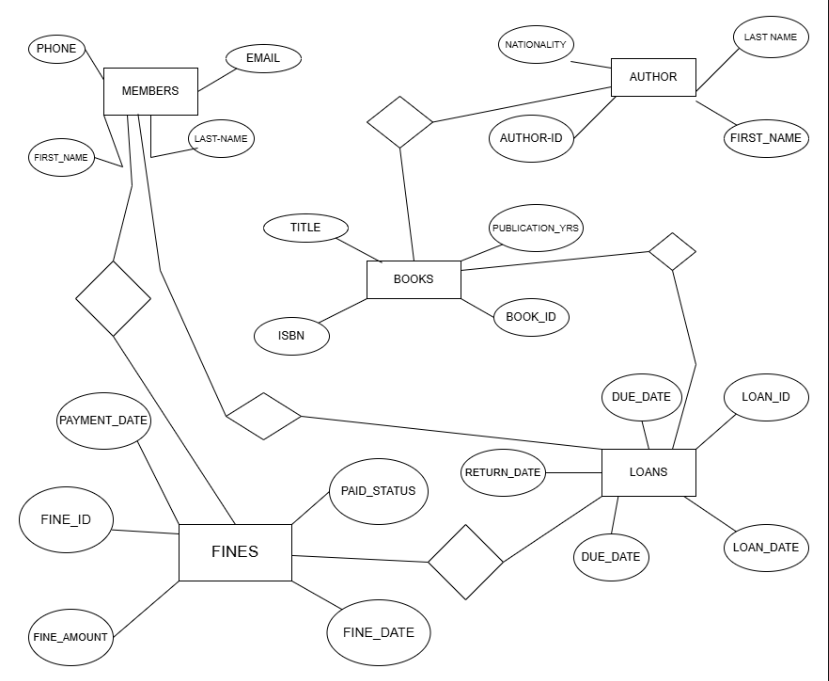 PHONE
EMAIL
MEMBERS
FIRST_NAME
LAST-NAME
NATIONALITY
LAST NAME
AUTHOR
AUTHOR-ID
FIRST_NAME
TITLE
PUBLICATION_YRS
BOOKS
ISBN
BOOK_ID
PAYMENT_DATE
DUE_DATE
LOAN_ID
RETURN_DATE
LOANS
PAID_STATUS
FINE_ID
FINES
DUE_DATE
LOAN_DATE
FINE_AMOUNT
FINE_DATE